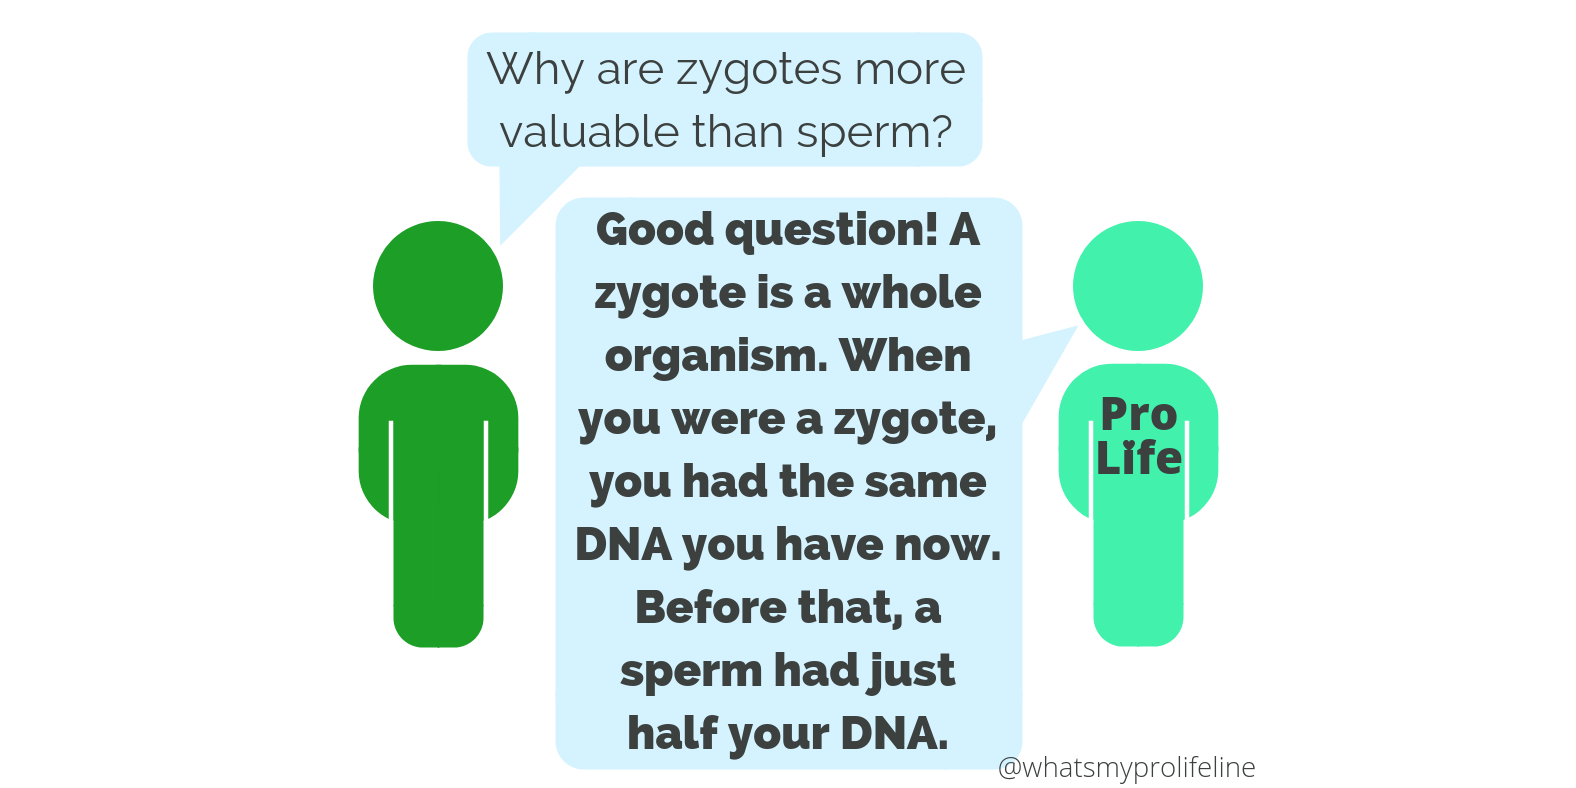 Why are zygotes more
valuable than sperm?
Good question! A
zygote is a whole
organism. When
you were a zygote,
you had the same
DNA you have now.
Before that, a
sperm had just
half your DNA.
Pro
Life
@whatsmyprolifeline